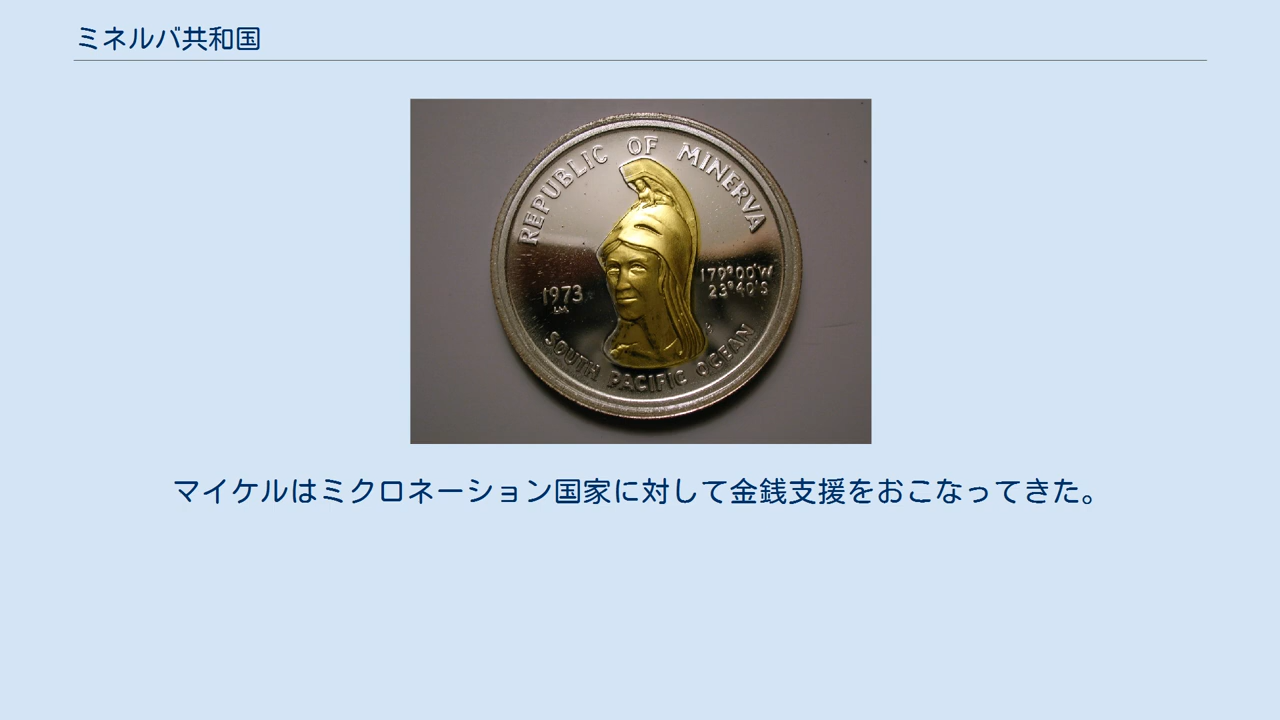 ミネルバ共和国
REPUBLIC OF MINERVA
1973
LM
179°00'W
23°40'S
SOUTH PACIFIC OCEAN
マイケルはミクロネーション国家に対して金銭支援をおこなってきた。